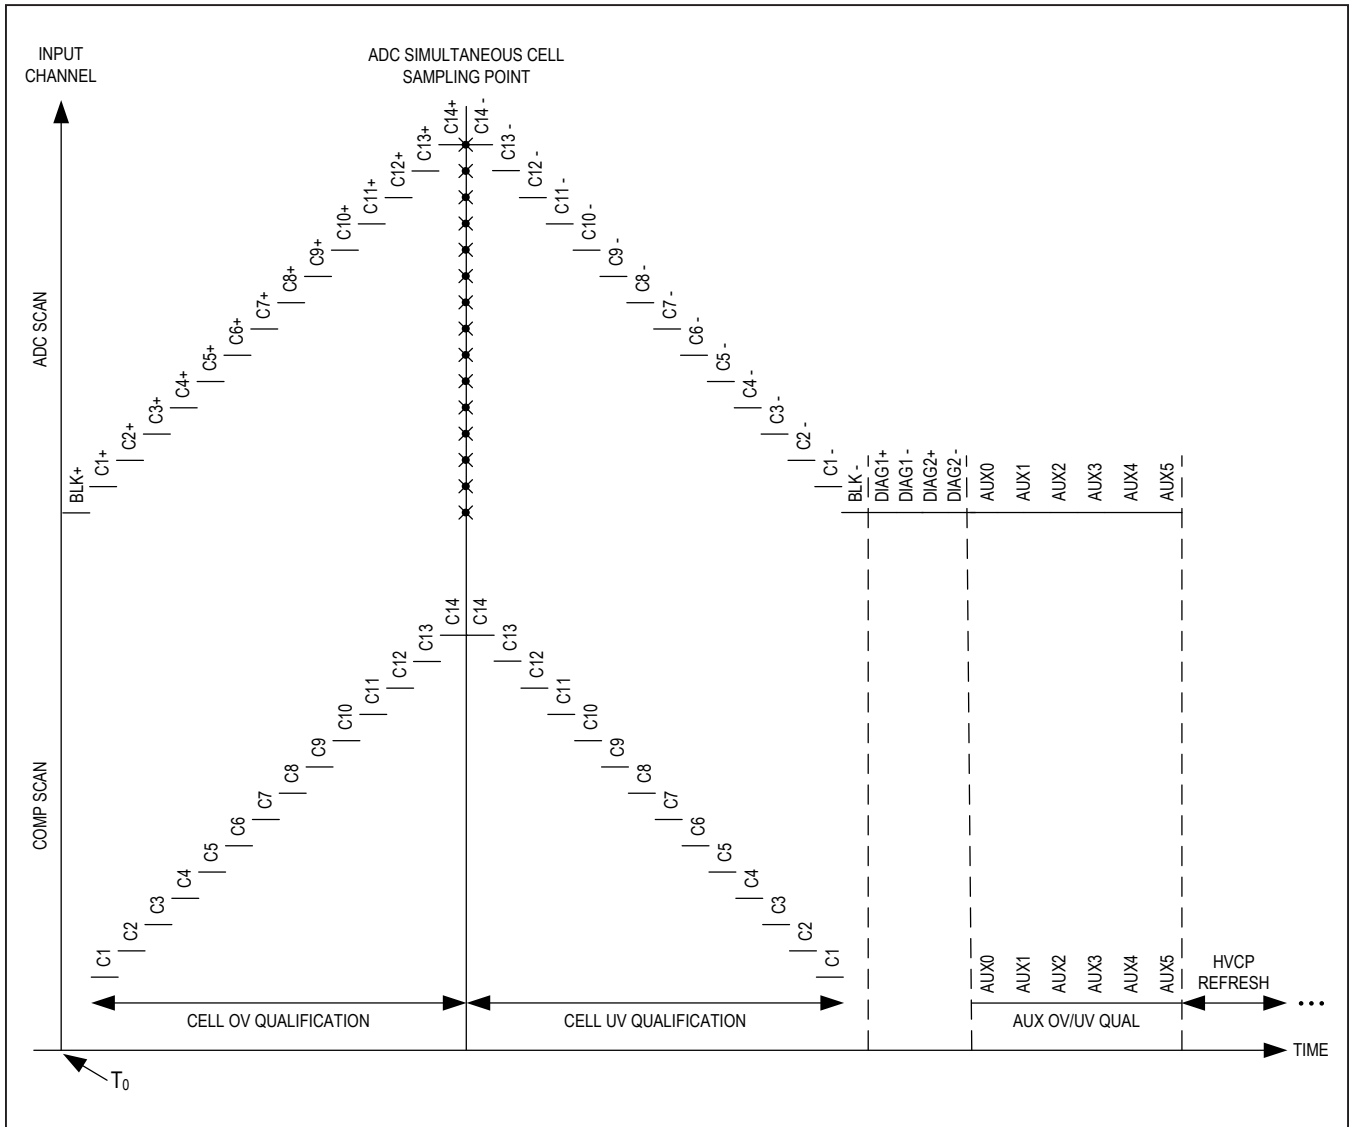 INPUT
CHANNEL
ADC SIMULTANEOUS CELL
SAMPLING POINT
ADC SCAN
BLK+
C1+
C2+
C3+
C4+
C5+
C6+
C7+
C8+
C9+
C10+
C11+
C12+
C13+
C14+
C14 -
C13 -
C12 -
C11 -
C10 -
C9 -
C8 -
C7 -
C6 -
C5 -
C4 -
C3 -
C2 -
C1 -
BLK -
DIAG1+
DIAG1 -
DIAG2+
DIAG2 -
AUX0
AUX1
AUX2
AUX3
AUX4
AUX5
COMP SCAN
C1
C2
C3
C4
C5
C6
C7
C8
C9
C10
C11
C12
C13
C14
C14
C13
C12
C11
C10
C9
C8
C7
C6
C5
C4
C3
C2
C1
AUX0
AUX1
AUX2
AUX3
AUX4
AUX5
HVCP
REFRESH
CELL OV QUALIFICATION
CELL UV QUALIFICATION
AUX OV/UV QUAL
TIME
T0